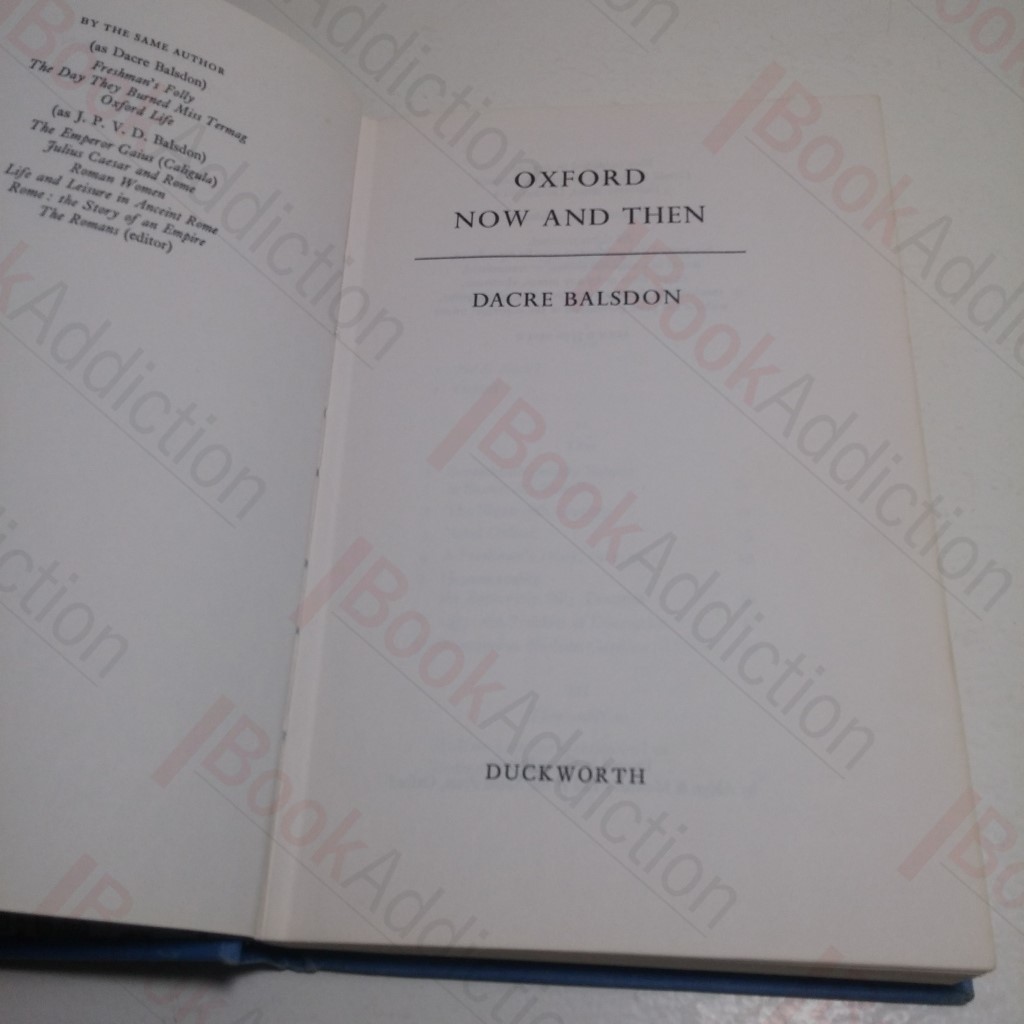 BY THE SAME AUTHOR
(as Dacre Balsdon)
Freshman's Folly
The Day They Burned Miss Termag
Oxford Life
(as J. P. V. D. Balsdon)
The Emperor Gaius (Caligula)
Julius Caesar and Rome
Roman Women
Life and Leisure in Anceint Rome
Rome: the Story of an Empire
The Romans (editor)
OXFORD
NOW AND THEN
DACRE BALSDON
DUCKWORTH
BookAddiction